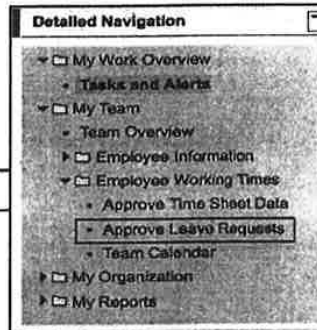 Detailed Navigation
My Work Overview
Tasks and Alerts
My Team
Team Overview
Employee Information
Employee Working Times
Approve Time Sheet Data
Approve Leave Requests
Team Calendar
My Organization
My Reports